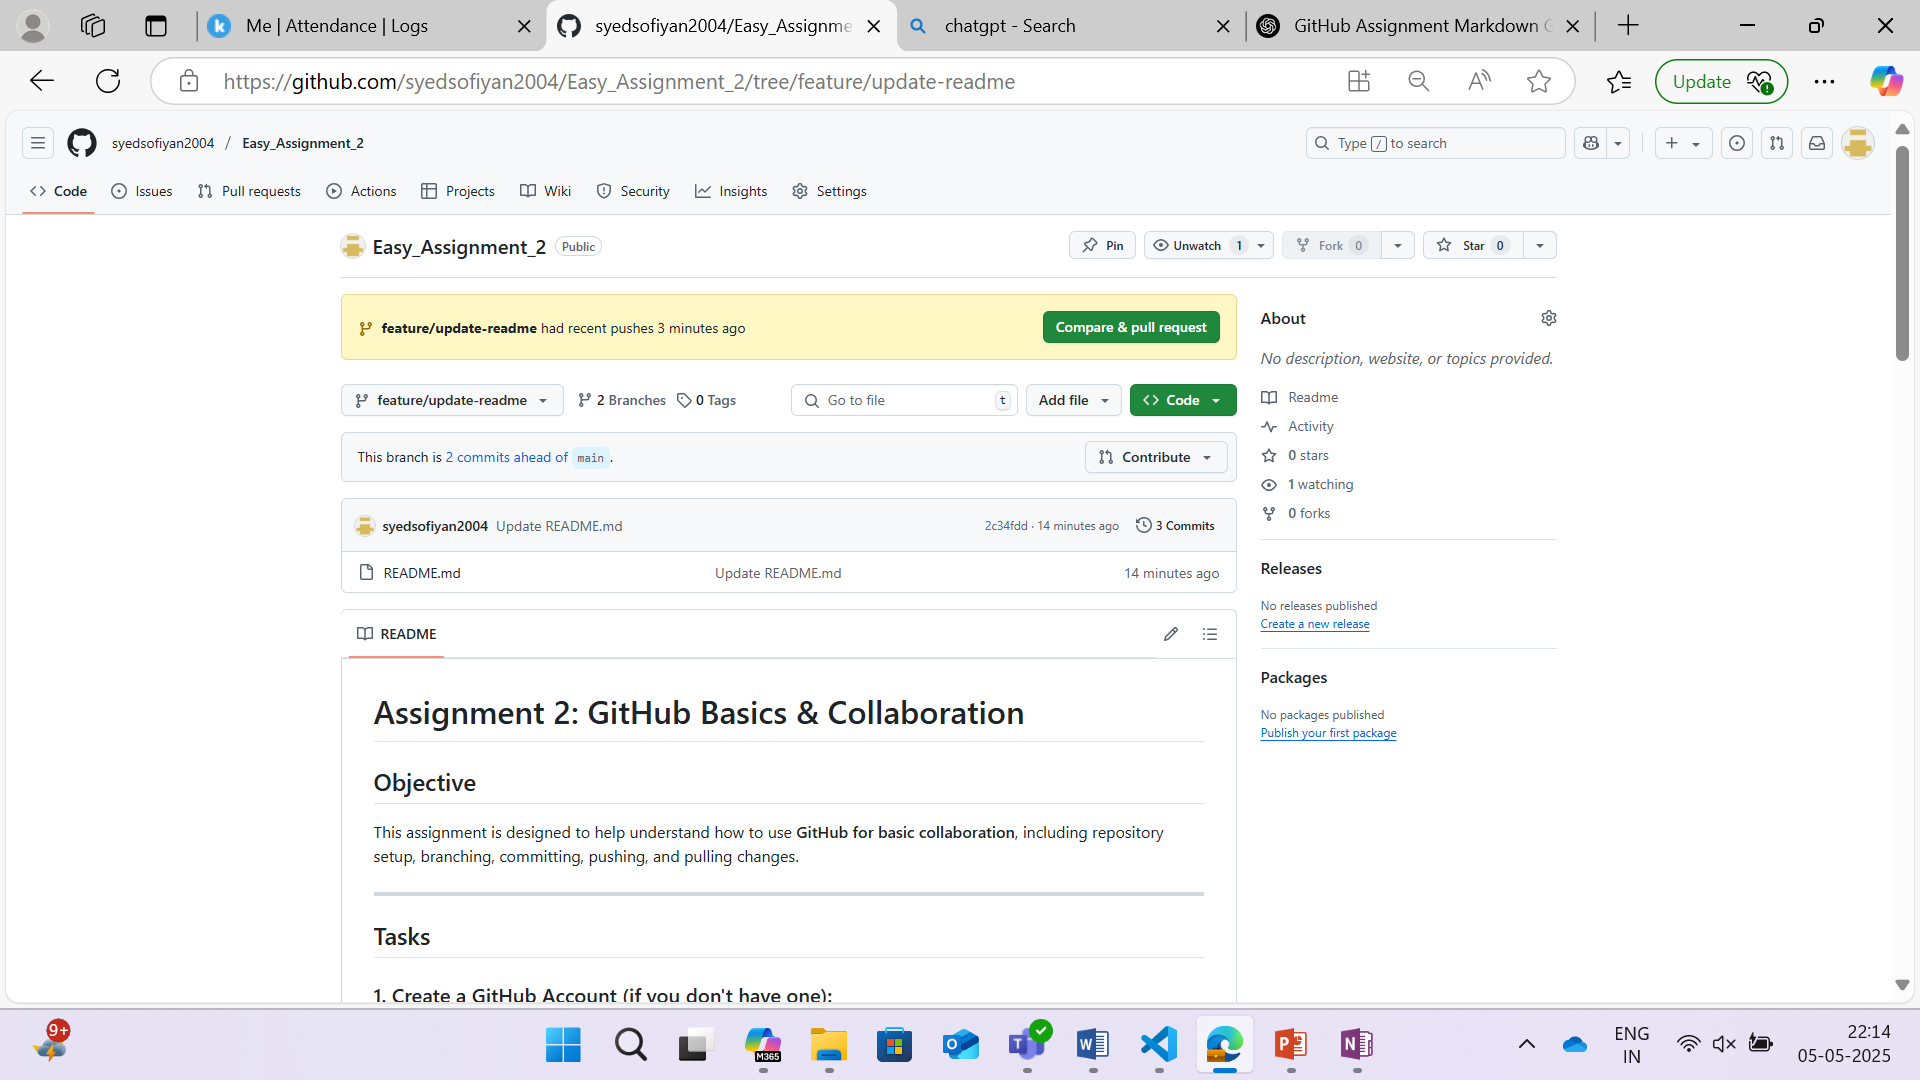 Me | Attendance | Logs
syedsofiyan2004/Easy_Assignme
chatgpt - Search
GitHub Assignment Markdown G
https://github.com/syedsofiyan2004/Easy_Assignment_2/tree/feature/update-readme
Update
syedsofiyan2004 / Easy_Assignment_2
Type / to search
Code Issues Pull requests Actions Projects Wiki Security Insights Settings
Easy_Assignment_2 Public
Pin Unwatch 1 Fork 0 Star 0
feature/update-readme had recent pushes 3 minutes ago
Compare & pull request
feature/update-readme 2 Branches 0 Tags Go to file t Add file Code
This branch is 2 commits ahead of main .
Contribute
syedsofiyan2004 Update README.md 2c34fdd · 14 minutes ago 3 Commits
README.md Update README.md 14 minutes ago
README
Assignment 2: GitHub Basics & Collaboration
Objective
This assignment is designed to help understand how to use GitHub for basic collaboration, including repository
setup, branching, committing, pushing, and pulling changes.
Tasks
1. Create a GitHub Account (if you don't have one):
About
No description, website, or topics provided.
Readme
Activity
0 stars
1 watching
0 forks
Releases
No releases published
Create a new release
Packages
No packages published
Publish your first package
9+
M365
ENG
IN
22:14
05-05-2025